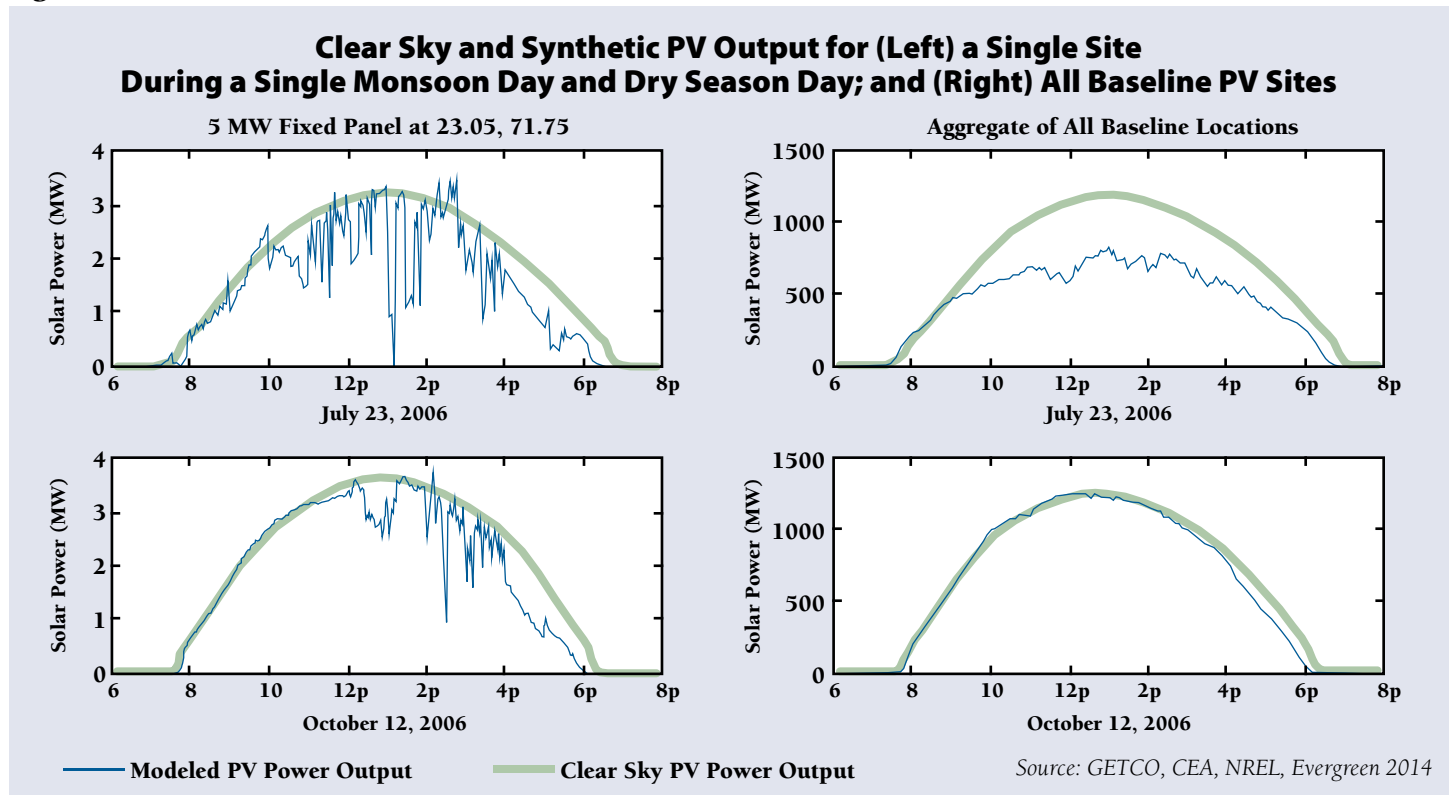 Clear Sky and Synthetic PV Output for (Left) a Single Site
During a Single Monsoon Day and Dry Season Day; and (Right) All Baseline PV Sites
5 MW Fixed Panel at 23.05, 71.75
Solar Power (MW)
4
3
2
1
0
6 8 10 12p 2p 4p 6p 8p
July 23, 2006
Aggregate of All Baseline Locations
Solar Power (MW)
1500
1000
500
0
6 8 10 12p 2p 4p 6p 8p
July 23, 2006
Solar Power (MW)
4
3
2
1
0
6 8 10 12p 2p 4p 6p 8p
October 12, 2006
Solar Power (MW)
1500
1000
500
0
6 8 10 12p 2p 4p 6p 8p
October 12, 2006
Modeled PV Power Output
Clear Sky PV Power Output
Source: GETCO, CEA, NREL, Evergreen 2014